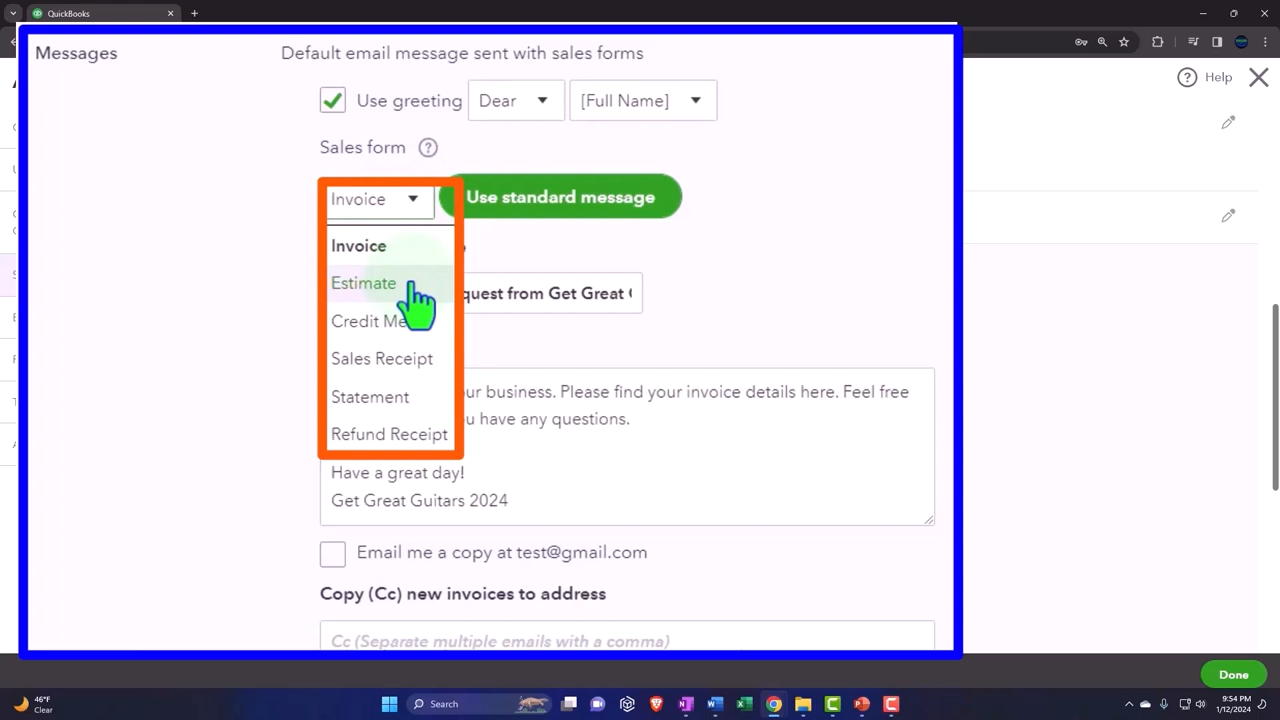 QuickBooks
Messages
Default email message sent with sales forms
Use greeting Dear [Full Name]
Sales form
Invoice Use standard message
Invoice
Estimate
quest from Get Great
Credit Me
Sales Receipt
ur business. Please find your invoice details here. Feel free
Statement
u have any questions.
Refund Receipt
Have a great day!
Get Great Guitars 2024
Email me a copy at test@gmail.com
Copy (Cc) new invoices to address
Cc (Separate multiple emails with a comma)
Help
Done
46°F
Clear
Search
9:54 PM
1/12/2024